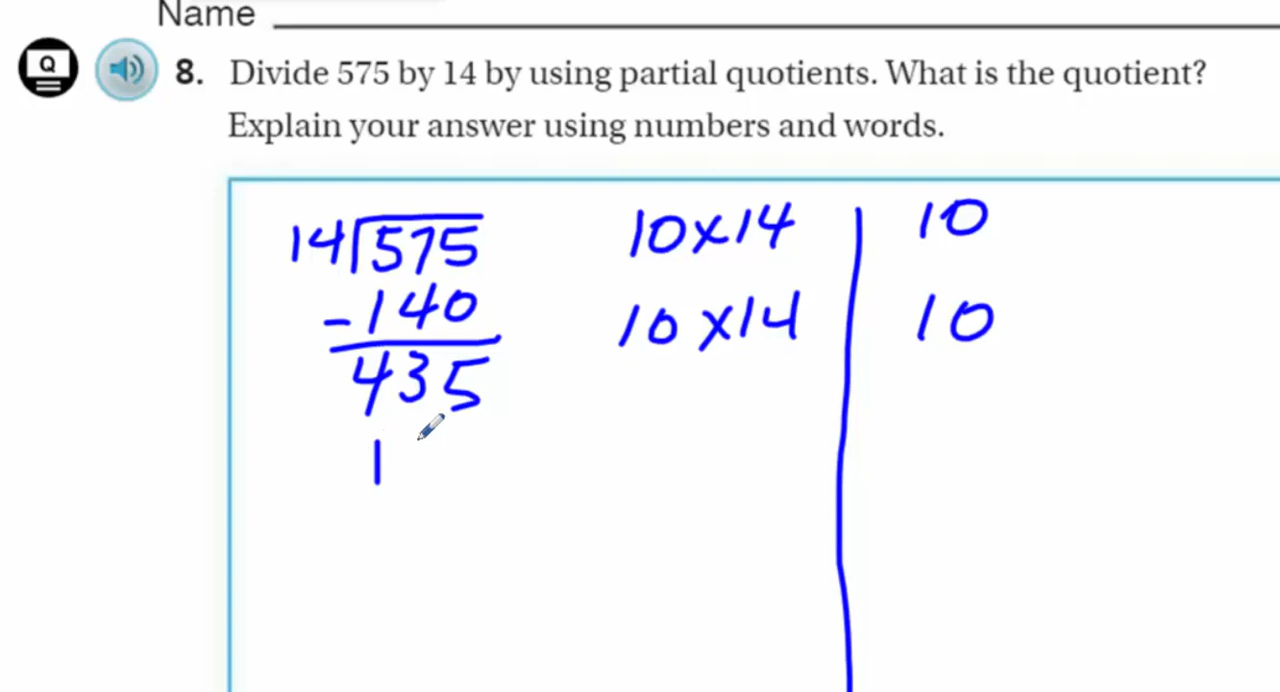 Name
Q
8. Divide 575 by 14 by using partial quotients. What is the quotient?
Explain your answer using numbers and words.
14 575 10x14 10
-140 10x14 10
435
1